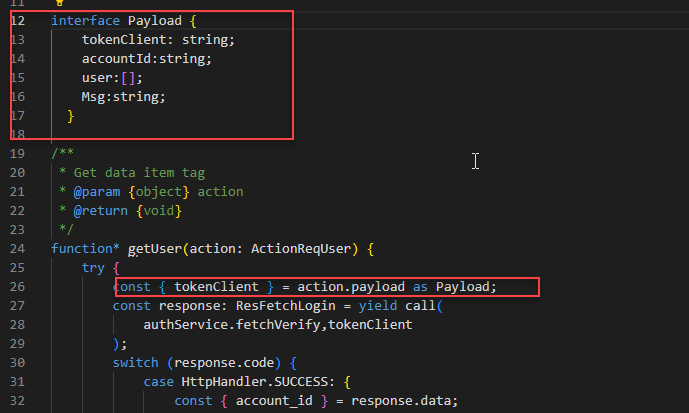 11
12 interface Payload {
13 tokenClient: string;
14 accountId:string;
15 user:[];
16 Msg:string;
17 }
18
19 /**
20 * Get data item tag
21 * @param {object} action
22 * @return {void}
23 */
24 function* getUser(action: ActionReqUser) {
25 try {
26 const { tokenClient } = action.payload as Payload;
27 const response: ResFetchLogin = yield call(
28 authService.fetchVerify,tokenClient
29 );
30 switch (response.code) {
31 case HttpHandler.SUCCESS: {
32 const { account_id } = response.data;